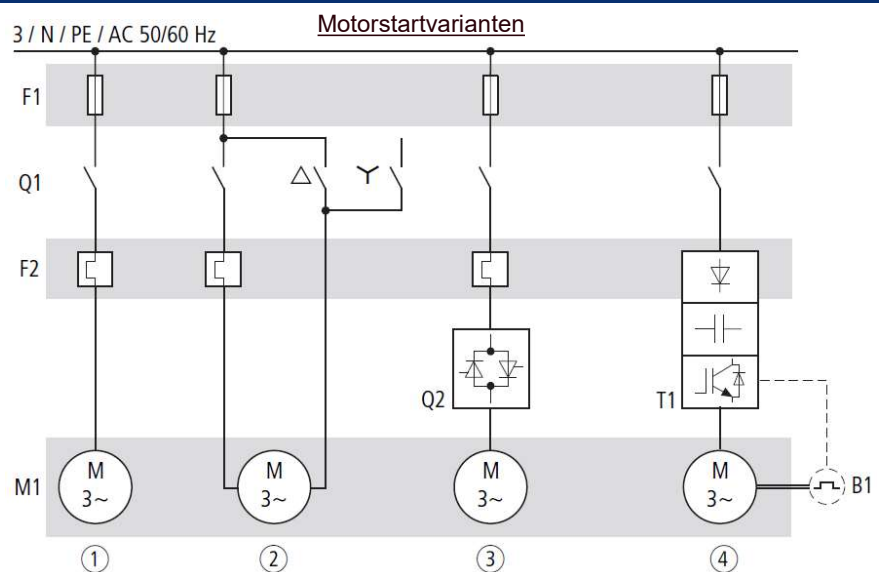 Motorstartvarianten
3 / N / PE / AC 50/60 Hz
F1
Q1
F2
Q2
T1
M1
M
3~
M
3~
M
3~
M
3~
B1
1
2
3
4